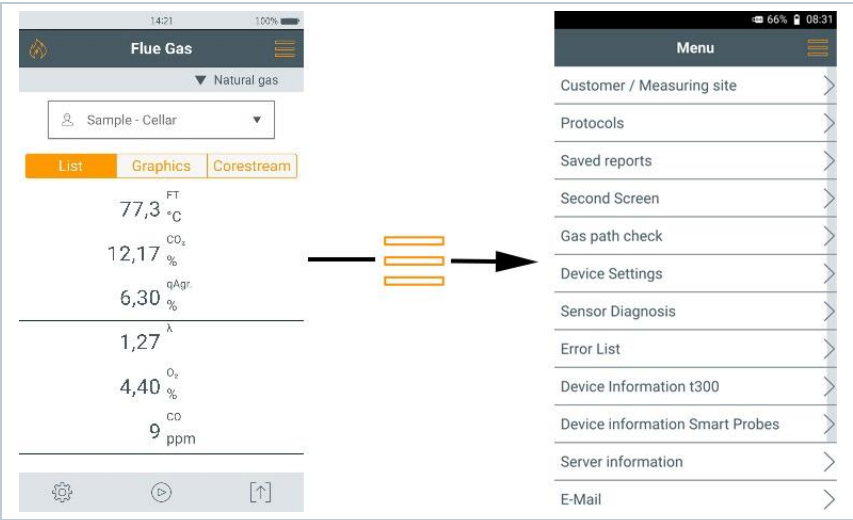 14:21 100%
Flue Gas
Natural gas
Sample - Cellar
List Graphics Corestream
77,3 FT °C
12,17 CO₂ %
6,30 qAgr. %
1,27 λ
4,40 O₂ %
9 CO ppm
66% 08:31
Menu
Customer / Measuring site
Protocols
Saved reports
Second Screen
Gas path check
Device Settings
Sensor Diagnosis
Error List
Device Information t300
Device information Smart Probes
Server information
E-Mail